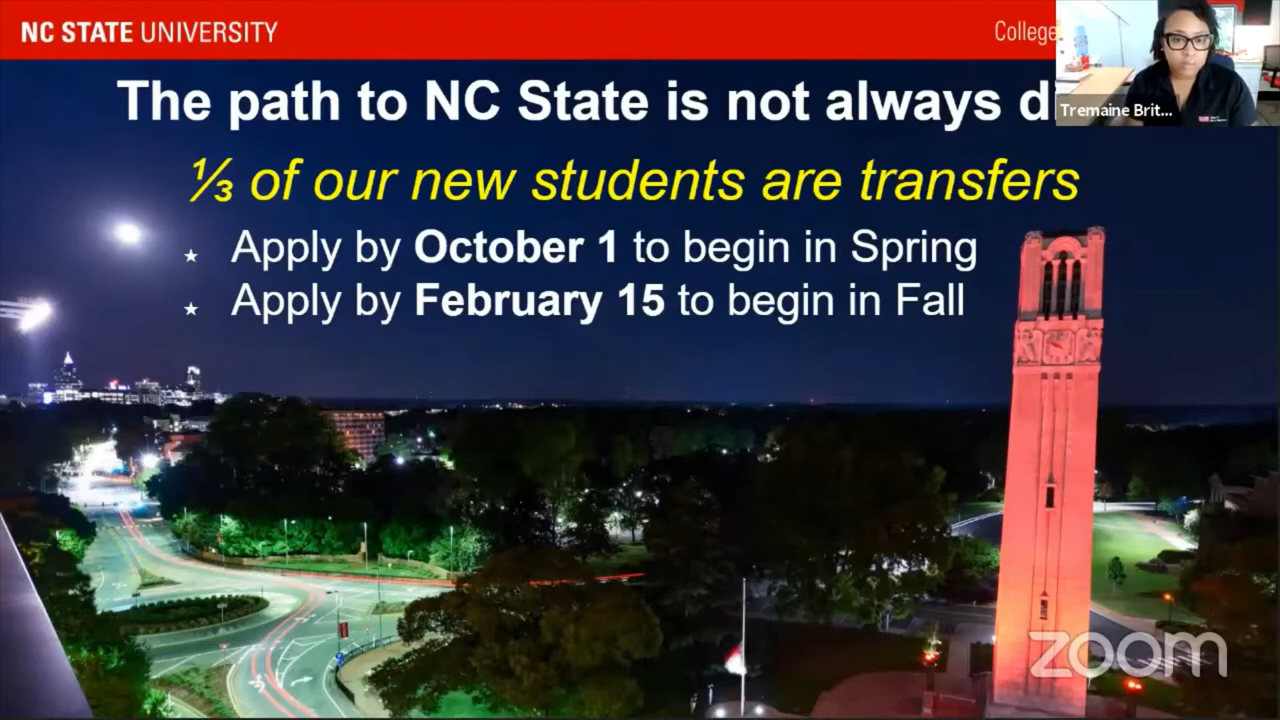 NC STATE UNIVERSITY
College
The path to NC State is not always
⅓ of our new students are transfers
Apply by October 1 to begin in Spring
Apply by February 15 to begin in Fall
Tremaine Brit...
zoom